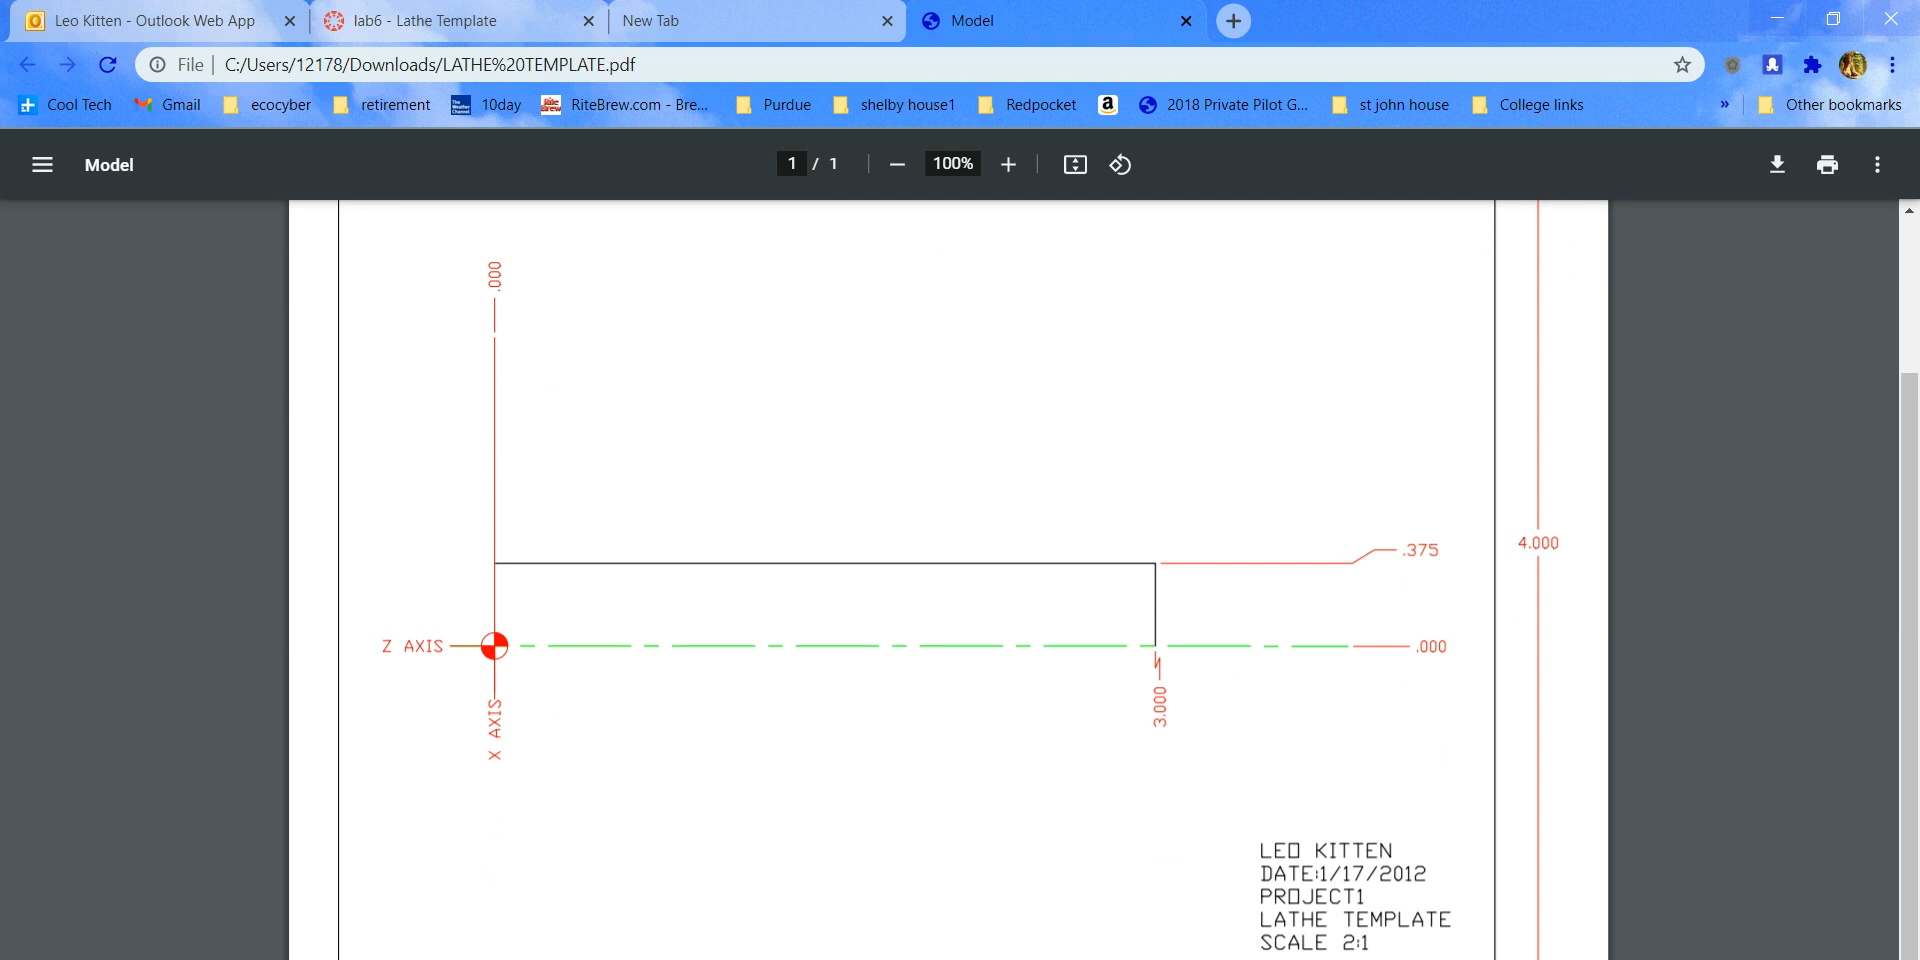 Leo Kitten - Outlook Web App
lab6 - Lathe Template
New Tab
Model
File
C:/Users/12178/Downloads/LATHE%20TEMPLATE.pdf
Cool Tech
Gmail
ecocyber
retirement
The Weather Channel
10day
RiteBrew.com - Bre...
Purdue
shelby house1
Redpocket
a
2018 Private Pilot G...
st john house
College links
»
Other bookmarks
Model
1 / 1
100%
.000
.375
4.000
Z AXIS
.000
X AXIS
3.000
LEO KITTEN
DATE:1/17/2012
PROJECT1
LATHE TEMPLATE
SCALE 2:1